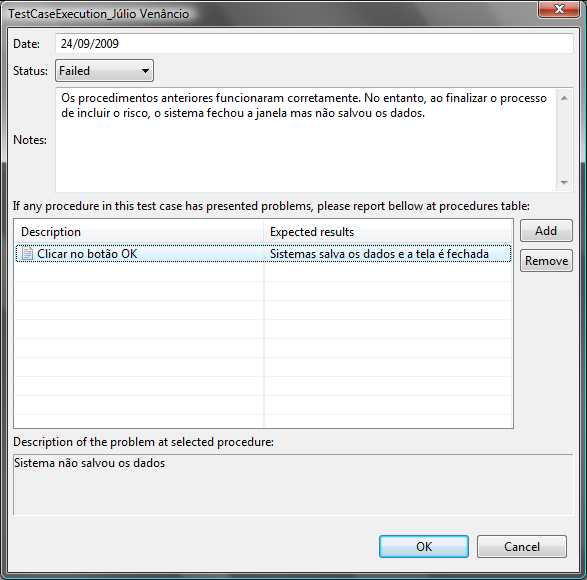 TestCaseExecution_Júlio Venâncio
Date: 24/09/2009
Status: Failed
Notes: Os procedimentos anteriores funcionaram corretamente. No entanto, ao finalizar o processo
de incluir o risco, o sistema fechou a janela mas não salvou os dados.
If any procedure in this test case has presented problems, please report bellow at procedures table:
Description Expected results Add
Clicar no botão OK Sistemas salva os dados e a tela é fechada Remove
Description of the problem at selected procedure:
Sistema não salvou os dados
OK Cancel